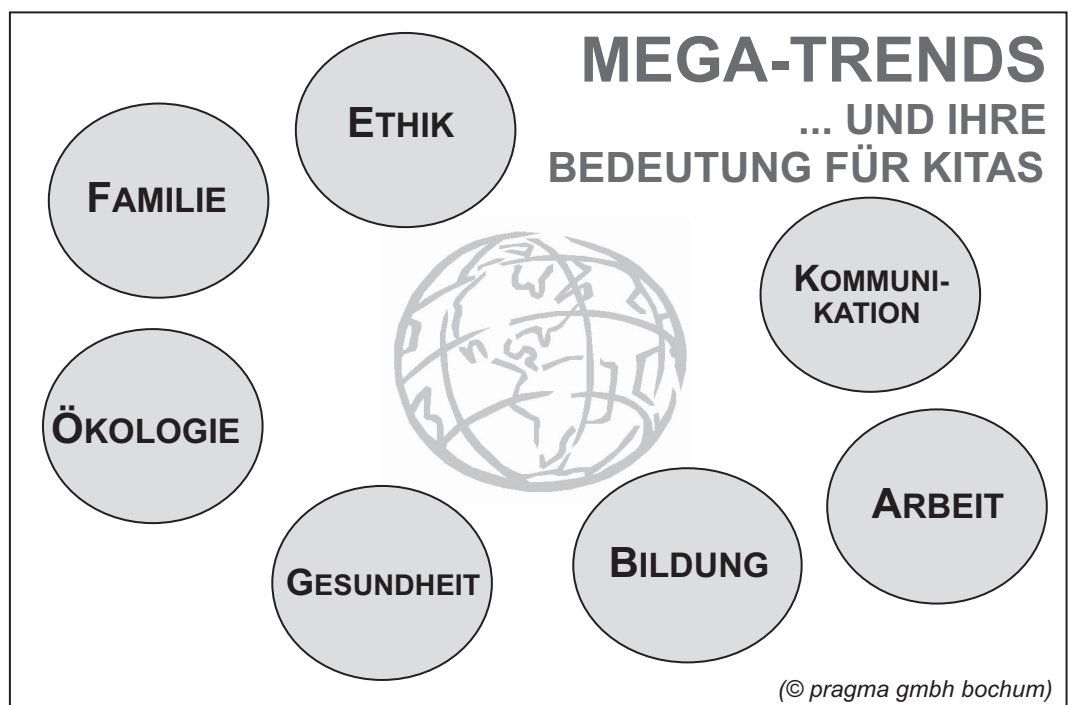 MEGA-TRENDS
... UND IHRE
BEDEUTUNG FÜR KITAS
ETHIK
FAMILIE
KOMMUNI-
KATION
ÖKOLOGIE
ARBEIT
BILDUNG
GESUNDHEIT
(© pragma gmbh bochum)